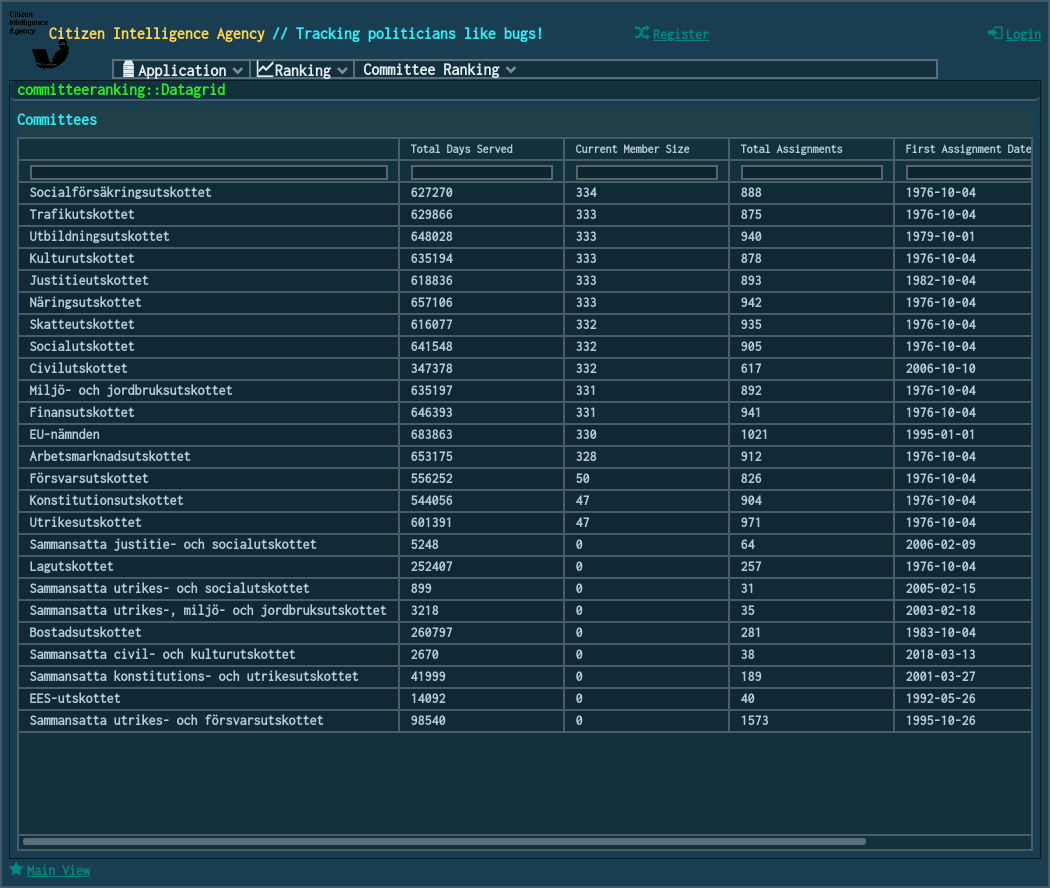 Citizen
Intelligence
Agency
Citizen Intelligence Agency // Tracking politicians like bugs!
Register
Login
Application Ranking Committee Ranking
committeeranking::Datagrid
Committees
Total Days Served Current Member Size Total Assignments First Assignment Date
Socialförsäkringsutskottet 627270 334 888 1976-10-04
Trafikutskottet 629866 333 875 1976-10-04
Utbildningsutskottet 648028 333 940 1979-10-01
Kulturutskottet 635194 333 878 1976-10-04
Justitieutskottet 618836 333 893 1982-10-04
Näringsutskottet 657106 333 942 1976-10-04
Skatteutskottet 616077 332 935 1976-10-04
Socialutskottet 641548 332 905 1976-10-04
Civilutskottet 347378 332 617 2006-10-10
Miljö- och jordbruksutskottet 635197 331 892 1976-10-04
Finansutskottet 646393 331 941 1976-10-04
EU-nämnden 683863 330 1021 1995-01-01
Arbetsmarknadsutskottet 653175 328 912 1976-10-04
Försvarsutskottet 556252 50 826 1976-10-04
Konstitutionsutskottet 544056 47 904 1976-10-04
Utrikesutskottet 601391 47 971 1976-10-04
Sammansatta justitie- och socialutskottet 5248 0 64 2006-02-09
Lagutskottet 252407 0 257 1976-10-04
Sammansatta utrikes- och socialutskottet 899 0 31 2005-02-15
Sammansatta utrikes-, miljö- och jordbruksutskottet 3218 0 35 2003-02-18
Bostadsutskottet 260797 0 281 1983-10-04
Sammansatta civil- och kulturutskottet 2670 0 38 2018-03-13
Sammansatta konstitutions- och utrikesutskottet 41999 0 189 2001-03-27
EES-utskottet 14092 0 40 1992-05-26
Sammansatta utrikes- och försvarsutskottet 98540 0 1573 1995-10-26
Main View